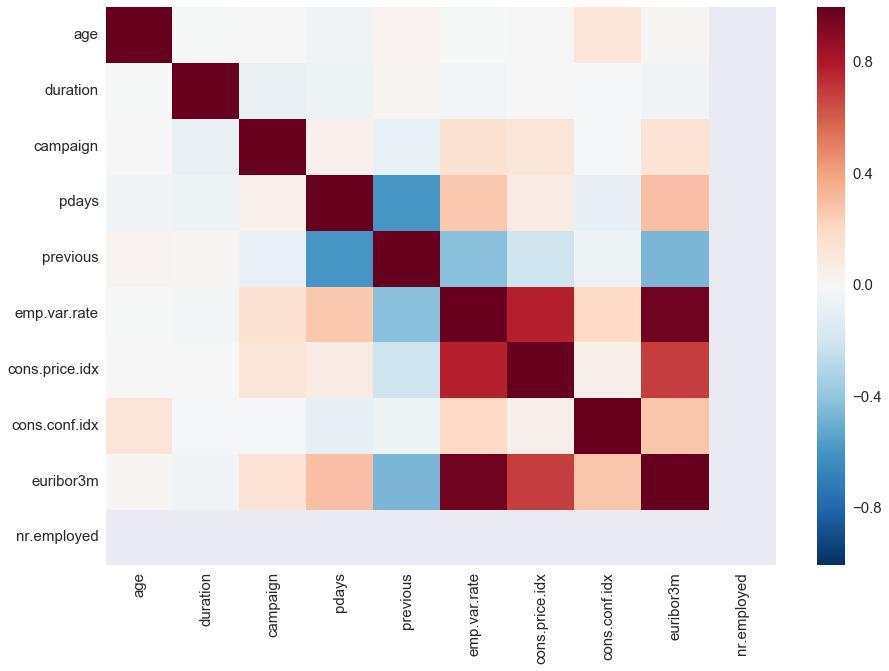 age
duration
campaign
pdays
previous
emp.var.rate
cons.price.idx
cons.conf.idx
euribor3m
nr.employed
age
duration
campaign
pdays
previous
emp.var.rate
cons.price.idx
cons.conf.idx
euribor3m
nr.employed
0.8
0.4
0.0
−0.4
−0.8